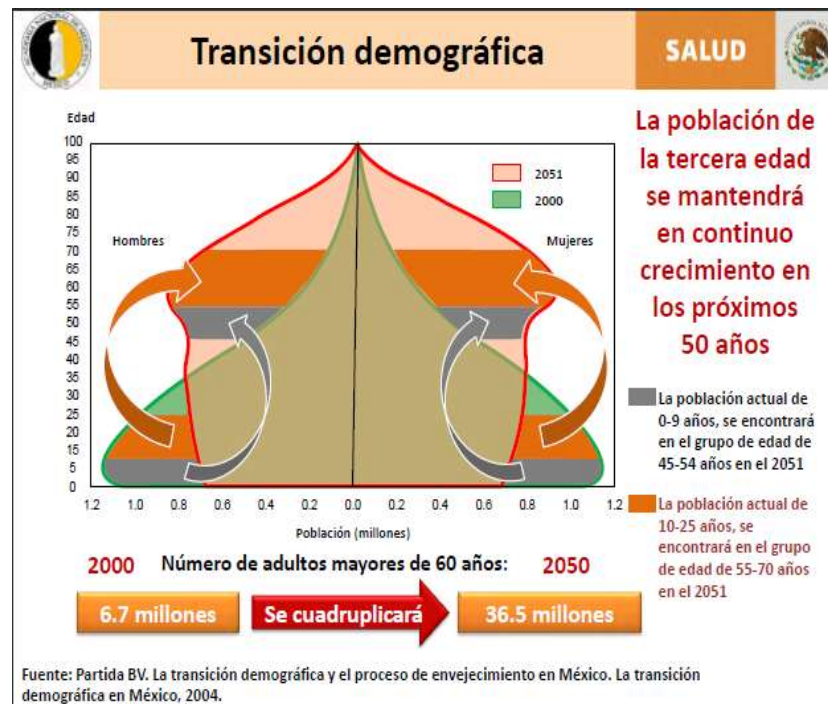 Transición demográfica
SALUD
Edad
100
95
90
85
80
75
70
65
60
55
50
45
40
35
30
25
20
15
10
5
0
2051
2000
Hombres
Mujeres
1.2 1.0 0.8 0.6 0.4 0.2 0.0 0.2 0.4 0.6 0.8 1.0 1.2
Población (millones)
La población de
la tercera edad
se mantendrá
en continuo
crecimiento en
los próximos
50 años
La población actual de
0-9 años, se encontrará
en el grupo de edad de
45-54 años en el 2051
La población actual de
10-25 años, se
encontrará en el grupo
de edad de 55-70 años
en el 2051
2000 Número de adultos mayores de 60 años: 2050
6.7 millones Se cuadruplicará 36.5 millones
Fuente: Partida BV. La transición demográfica y el proceso de envejecimiento en México. La transición
demográfica en México, 2004.